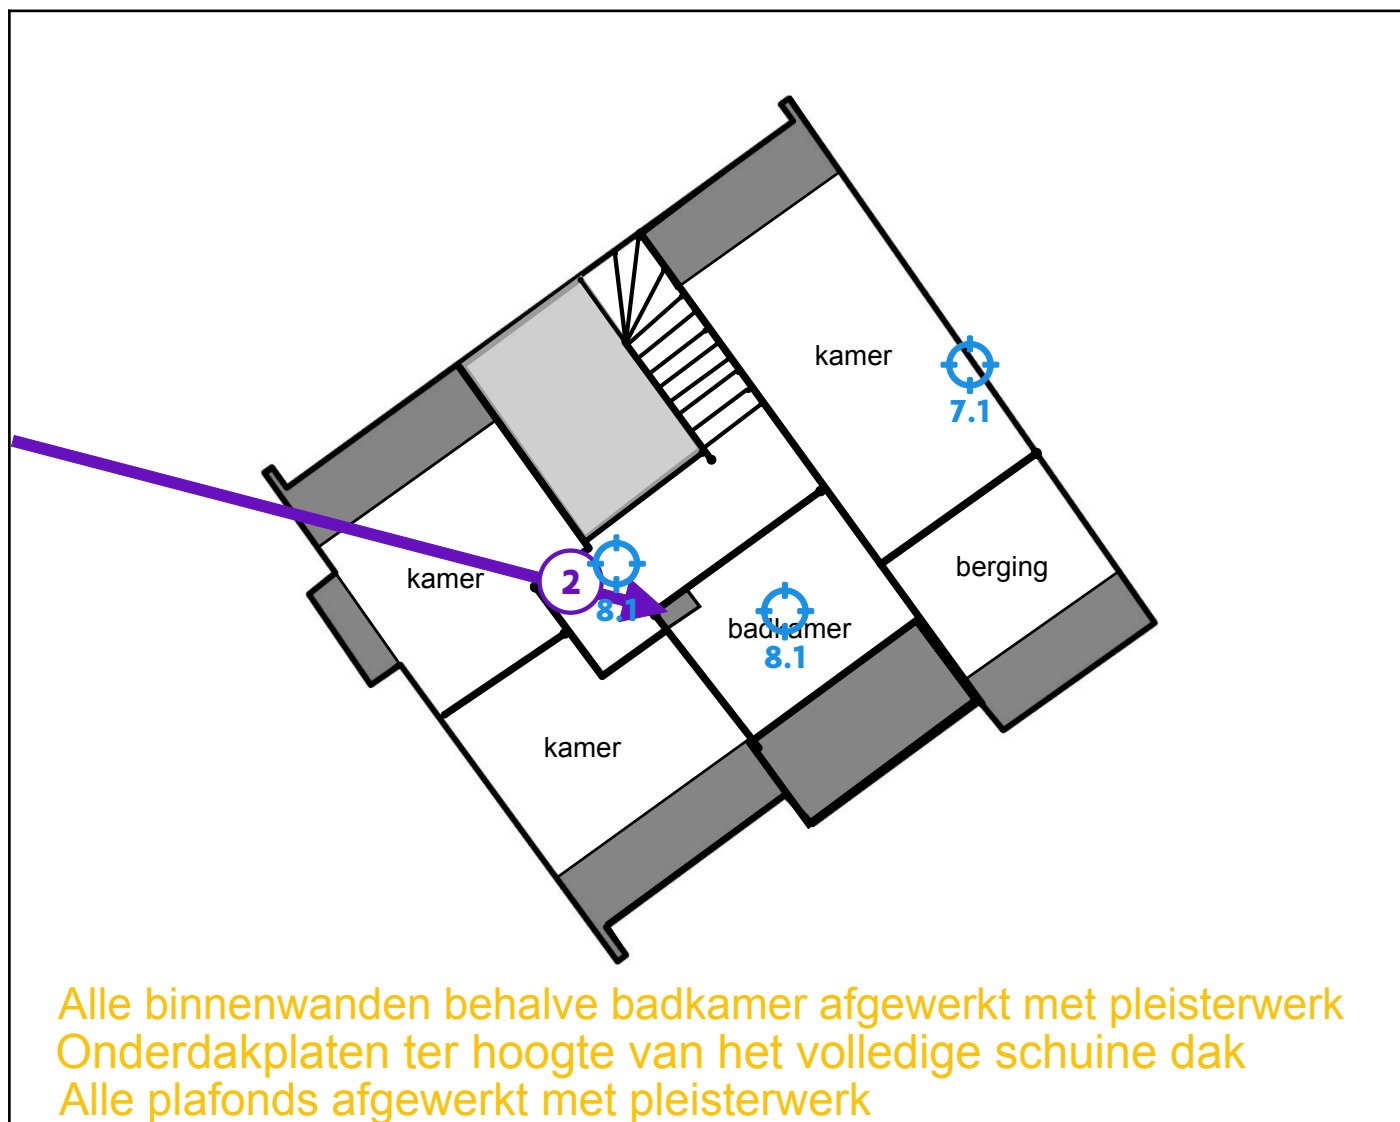 kamer
7.1
berging
kamer
2
8.1
badkamer
8.1
kamer
Alle binnenwanden behalve badkamer afgewerkt met pleisterwerk
Onderdakplaten ter hoogte van het volledige schuine dak
Alle plafonds afgewerkt met pleisterwerk